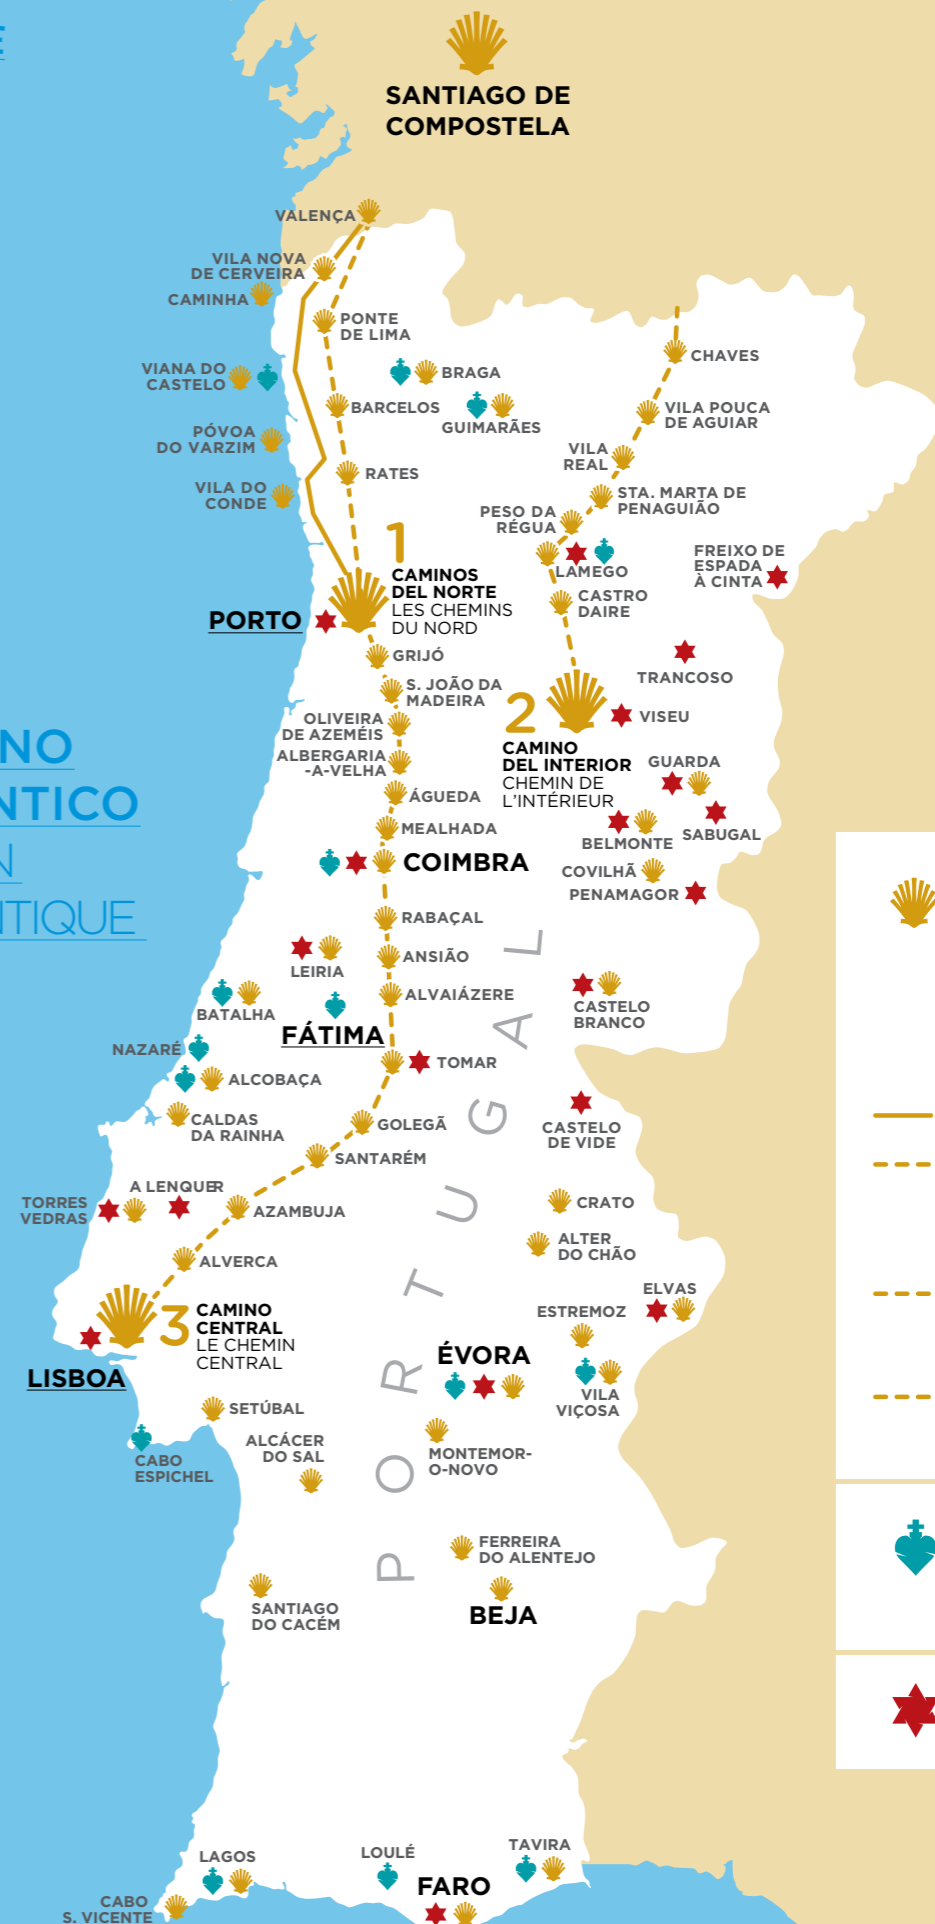 SANTIAGO DE
COMPOSTELA
VALENÇA
VILA NOVA
DE CERVEIRA
CAMINHA
PONTE
DE LIMA
CHAVES
VIANA DO
CASTELO
BRAGA
BARCELOS
GUIMARÃES
VILA POUCA
DE AGUIAR
PÓVOA
DO VARZIM
VILA
REAL
RATES
VILA DO
CONDE
STA. MARTA DE
PENAGUIÃO
PESO DA
RÉGUA
1
CAMINOS
DEL NORTE
LES CHEMINS
DU NORD
LAMEGO
FREIXO DE
ESPADA
À CINTA
CASTRO
DAIRE
PORTO
GRIJÓ
TRANCOSO
S. JOÃO DA
MADEIRA
2
CAMINO
DEL INTERIOR
CHEMIN DE
L'INTÉRIEUR
VISEU
OLIVEIRA
DE AZEMÉIS
NO
NTICO
N
NTIQUE
ALBERGARIA
-A-VELHA
GUARDA
ÁGUEDA
MEALHADA
BELMONTE
SABUGAL
COIMBRA
COVILHÃ
PENAMAGOR
RABAÇAL
ANSIÃO
LEIRIA
ALVAIÁZERE
BATALHA
CASTELO
BRANCO
FÁTIMA
NAZARÉ
TOMAR
ALCOBAÇA
CALDAS
DA RAINHA
GOLEGÃ
CASTELO
DE VIDE
SANTARÉM
A LENQUER
TORRES
VEDRAS
AZAMBUJA
CRATO
ALTER
DO CHÃO
ALVERCA
ELVAS
3
CAMINO
CENTRAL
LE CHEMIN
CENTRAL
ESTREMOZ
ÉVORA
LISBOA
VILA
VIÇOSA
SETÚBAL
ALCÁCER
DO SAL
CABO
ESPICHEL
MONTEMOR-
O-NOVO
PORTUGAL
FERREIRA
DO ALENTEJO
SANTIAGO
DO CACÉM
BEJA
LAGOS
LOULÉ
TAVIRA
FARO
CABO
S. VICENTE